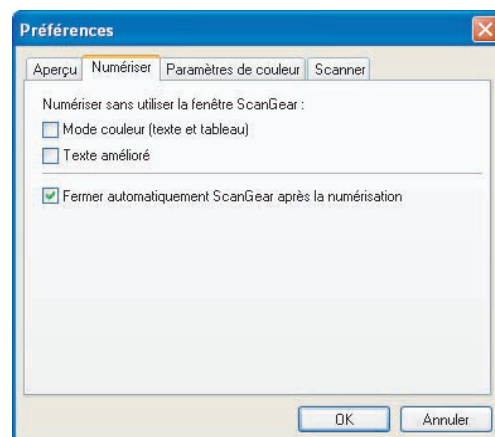 Préférences
Aperçu Numériser Paramètres de couleur Scanner
Numériser sans utiliser la fenêtre ScanGear :
Mode couleur (texte et tableau)
Texte amélioré
Fermer automatiquement ScanGear après la numérisation
OK Annuler